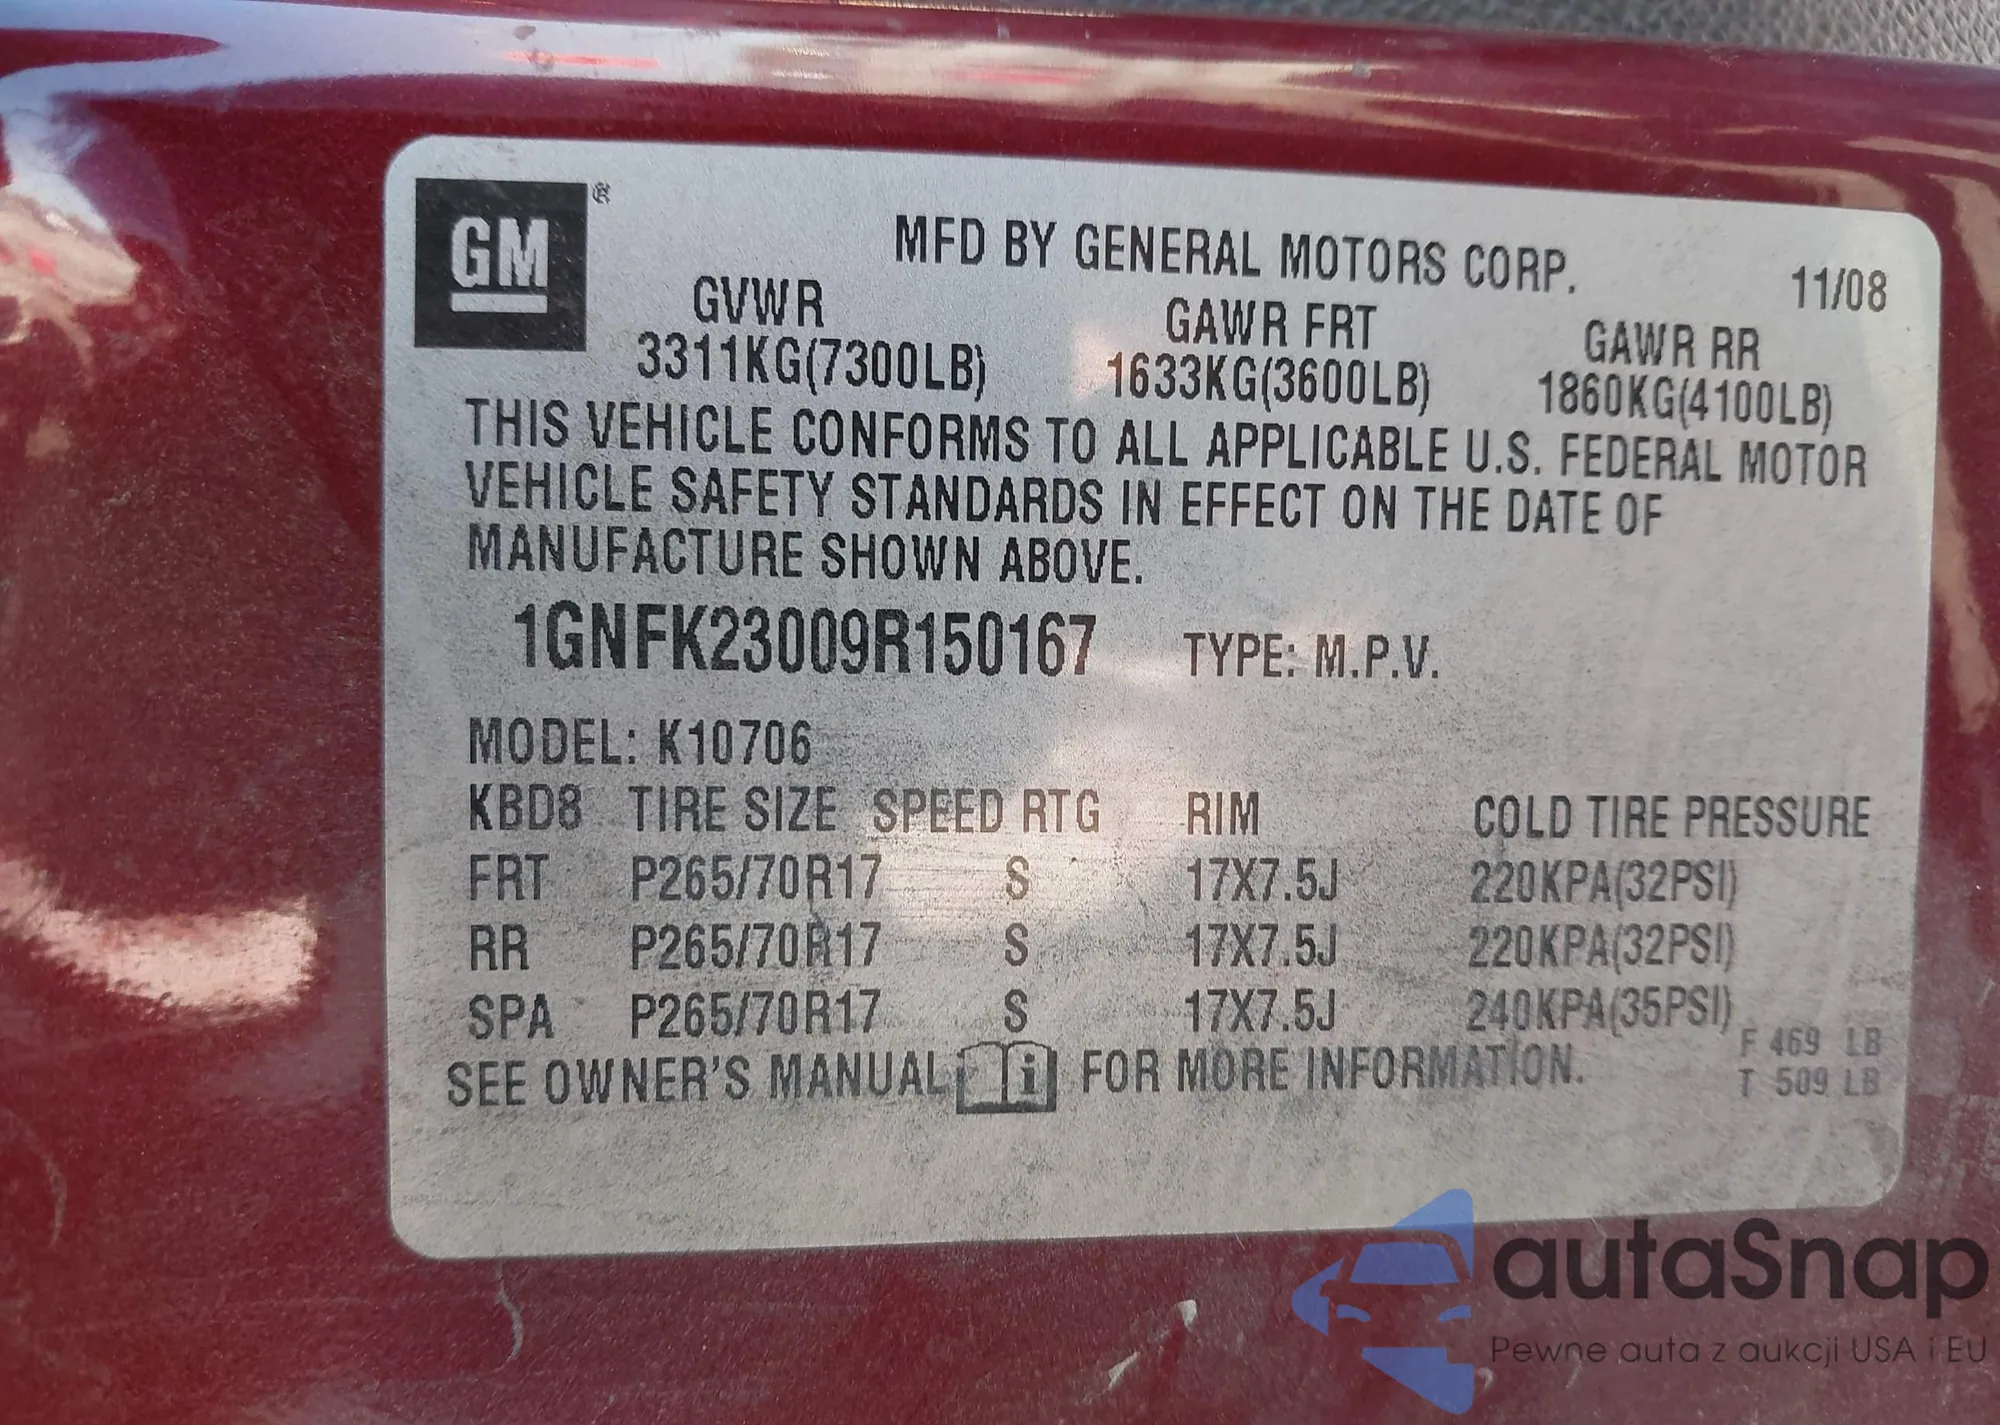 GM®
MFD BY GENERAL MOTORS CORP.
11/08
GVWR GAWR FRT GAWR RR
3311KG(7300LB) 1633KG(3600LB) 1860KG(4100LB)
THIS VEHICLE CONFORMS TO ALL APPLICABLE U.S. FEDERAL MOTOR
VEHICLE SAFETY STANDARDS IN EFFECT ON THE DATE OF
MANUFACTURE SHOWN ABOVE.
1GNFK23009R150167 TYPE: M.P.V.
MODEL: K10706
KBD8 TIRE SIZE SPEED RTG RIM COLD TIRE PRESSURE
FRT P265/70R17 S 17X7.5J 220KPA(32PSI)
RR P265/70R17 S 17X7.5J 220KPA(32PSI)
SPA P265/70R17 S 17X7.5J 240KPA(35PSI)
F 469 LB
T 509 LB
SEE OWNER'S MANUAL i FOR MORE INFORMATION.
autaSnap
Pewne auta z aukcji USA i EU